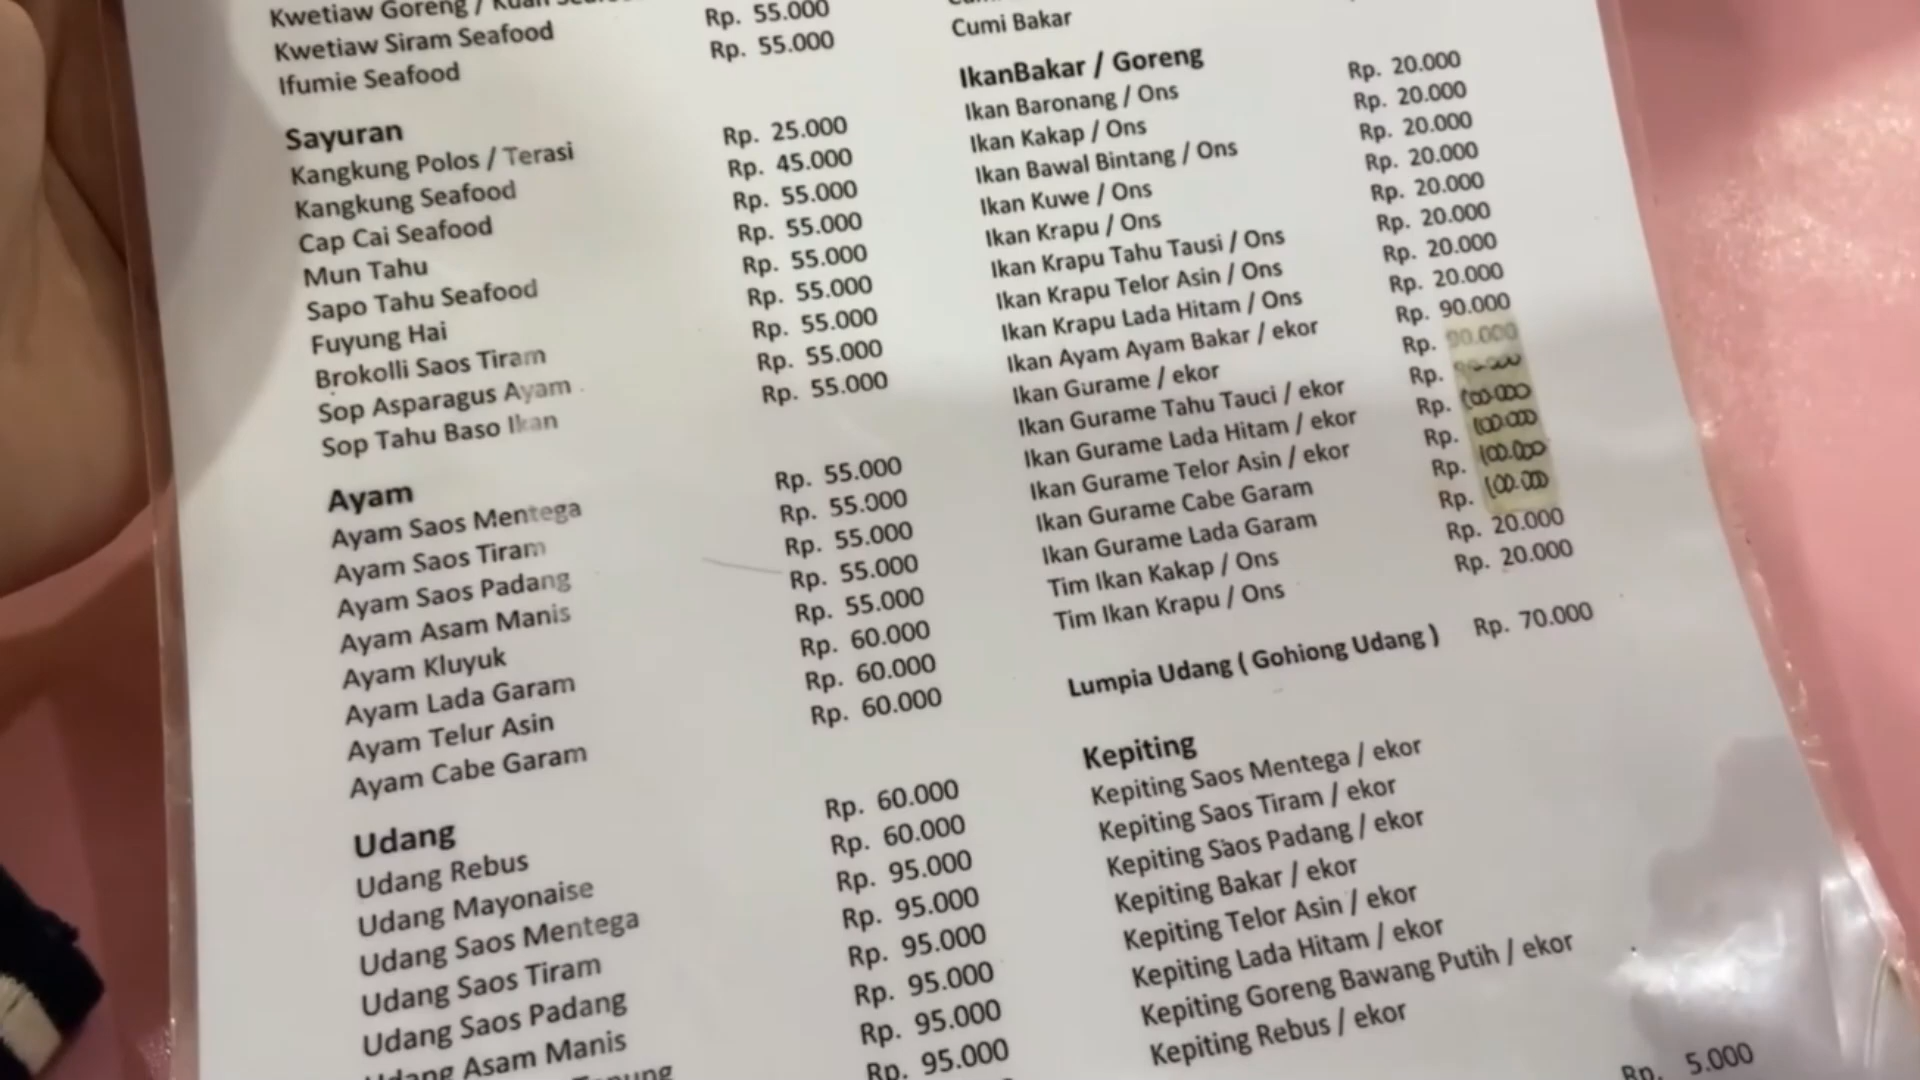 Kwetiaw Goreng /
Kwetiaw Siram Seafood Rp. 55.000
Ifumie Seafood Rp. 55.000
Sayuran
Kangkung Polos / Terasi Rp. 25.000
Kangkung Seafood Rp. 45.000
Cap Cai Seafood Rp. 55.000
Mun Tahu Rp. 55.000
Sapo Tahu Seafood Rp. 55.000
Fuyung Hai Rp. 55.000
Brokolli Saos Tiram Rp. 55.000
Sop Asparagus Ayam Rp. 55.000
Sop Tahu Baso Ikan Rp. 55.000
Ayam
Ayam Saos Mentega Rp. 55.000
Ayam Saos Tiram Rp. 55.000
Ayam Saos Padang Rp. 55.000
Ayam Asam Manis Rp. 55.000
Ayam Kluyuk Rp. 55.000
Ayam Lada Garam Rp. 60.000
Ayam Telur Asin Rp. 60.000
Ayam Cabe Garam Rp. 60.000
Udang
Udang Rebus Rp. 60.000
Udang Mayonaise Rp. 60.000
Udang Saos Mentega Rp. 95.000
Udang Saos Tiram Rp. 95.000
Udang Saos Padang Rp. 95.000
Udang Asam Manis Rp. 95.000
Rp. 95.000
Rp. 95.000
Cumi Bakar
IkanBakar / Goreng
Ikan Baronang / Ons Rp. 20.000
Ikan Kakap / Ons Rp. 20.000
Ikan Bawal Bintang / Ons Rp. 20.000
Ikan Kuwe / Ons Rp. 20.000
Ikan Krapu / Ons Rp. 20.000
Ikan Krapu Tahu Tausi / Ons Rp. 20.000
Ikan Krapu Telor Asin / Ons Rp. 20.000
Ikan Krapu Lada Hitam / Ons Rp. 20.000
Ikan Ayam Ayam Bakar / ekor Rp. 90.000
Ikan Gurame / ekor Rp. 90.000
Ikan Gurame Tahu Tauci / ekor Rp.
Ikan Gurame Lada Hitam / ekor Rp. 100.000
Ikan Gurame Telor Asin / ekor Rp. 100.000
Ikan Gurame Cabe Garam Rp. 100.000
Ikan Gurame Lada Garam Rp. 100.000
Tim Ikan Kakap / Ons Rp. 20.000
Tim Ikan Krapu / Ons Rp. 20.000
Lumpia Udang ( Gohiong Udang ) Rp. 70.000
Kepiting
Kepiting Saos Mentega / ekor
Kepiting Saos Tiram / ekor
Kepiting Saos Padang / ekor
Kepiting Bakar / ekor
Kepiting Telor Asin / ekor
Kepiting Lada Hitam / ekor
Kepiting Goreng Bawang Putih / ekor
Kepiting Rebus / ekor
Rp. 5.000